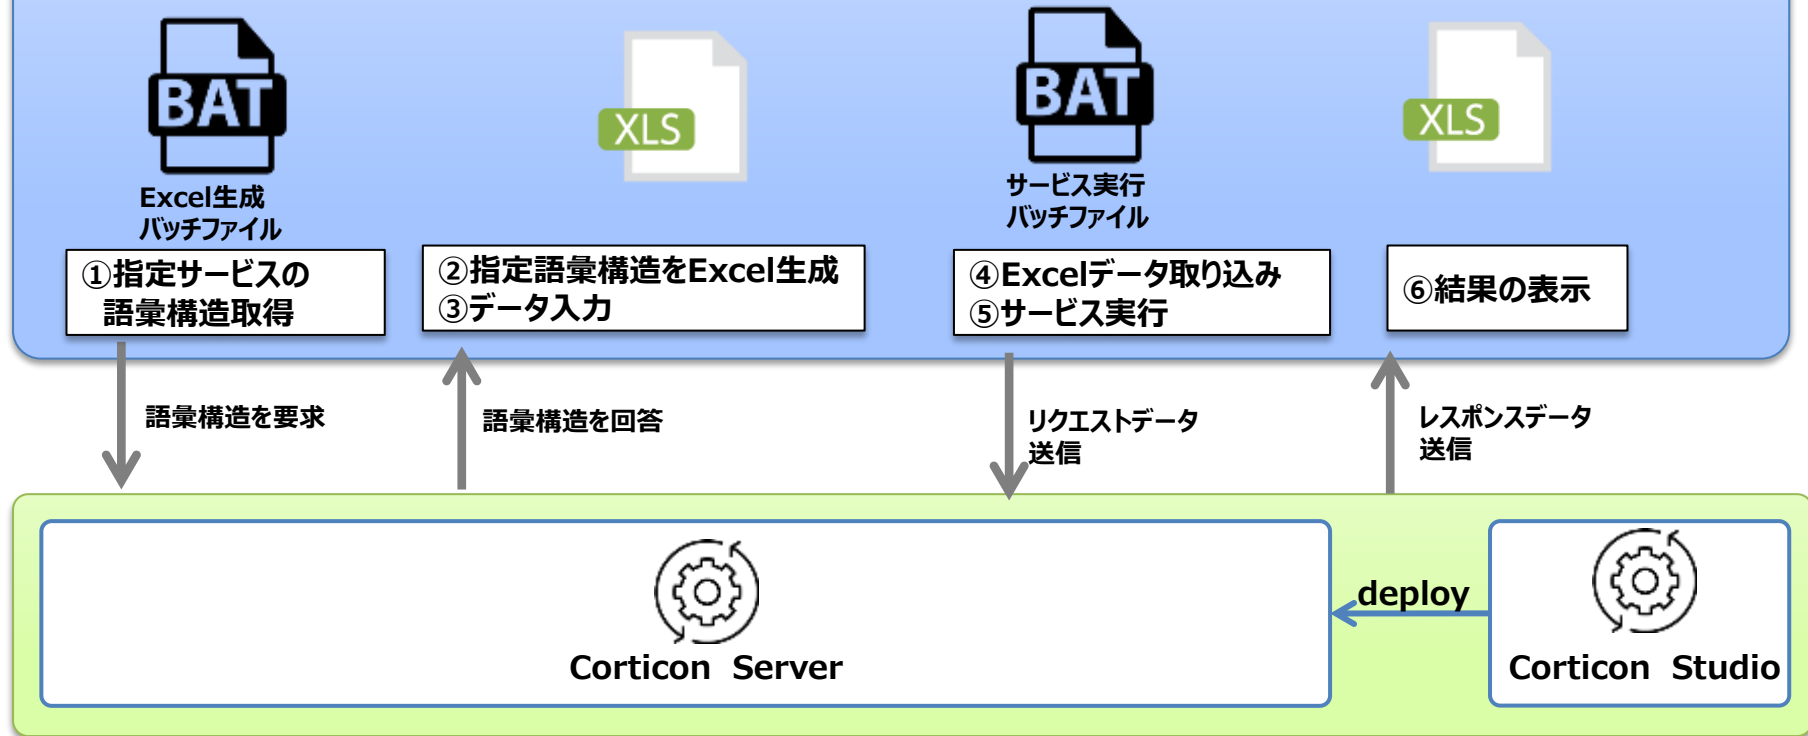 BAT
XLS
BAT
XLS
Excel生成
バッチファイル
サービス実行
バッチファイル
①指定サービスの
語彙構造取得
②指定語彙構造をExcel生成
③データ入力
④Excelデータ取り込み
⑤サービス実行
⑥結果の表示
語彙構造を要求
語彙構造を回答
リクエストデータ
送信
レスポンスデータ
送信
deploy
Corticon Server
Corticon Studio